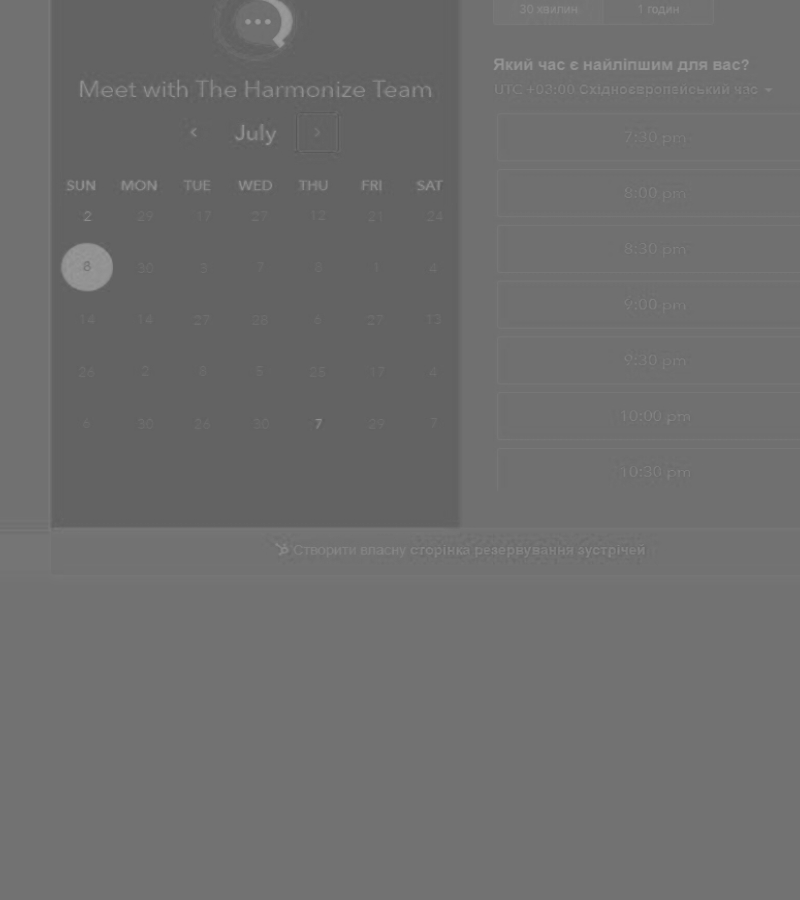 30 хвилин 1 годин
Meet with The Harmonize Team
Який час є найліпшим для вас?
UTC +03:00 Східноєвропейський час
July
7:30 pm
SUN MON TUE WED THU FRI SAT
2 29 17 27 12 21 24
8:00 pm
8 30 3 7 8 1 4
8:30 pm
14 14 27 28 6 27 13
9:00 pm
26 2 8 5 25 17 4
9:30 pm
6 30 26 30 7 29 7
10:00 pm
10:30 pm
Створити власну сторінка резервування зустрічей